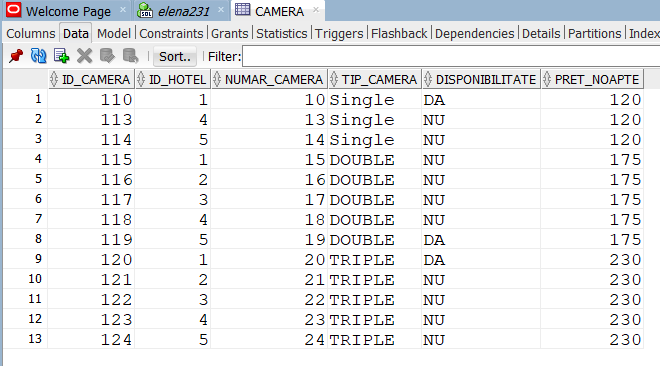 Welcome Page elena231 CAMERA
Columns Data Model Constraints Grants Statistics Triggers Flashback Dependencies Details Partitions Index
Sort.. Filter:
ID_CAMERA ID_HOTEL NUMAR_CAMERA TIP_CAMERA DISPONIBILITATE PRET_NOAPTE
1 110 1 10 Single DA 120
2 113 4 13 Single NU 120
3 114 5 14 Single NU 120
4 115 1 15 DOUBLE NU 175
5 116 2 16 DOUBLE NU 175
6 117 3 17 DOUBLE NU 175
7 118 4 18 DOUBLE NU 175
8 119 5 19 DOUBLE DA 175
9 120 1 20 TRIPLE DA 230
10 121 2 21 TRIPLE NU 230
11 122 3 22 TRIPLE NU 230
12 123 4 23 TRIPLE NU 230
13 124 5 24 TRIPLE NU 230